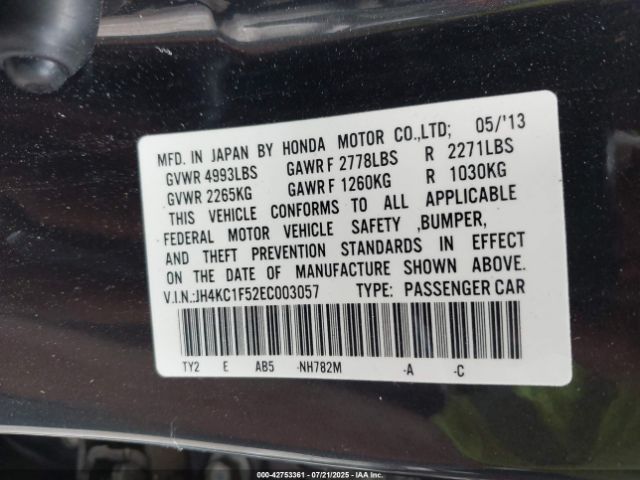 MFD. IN JAPAN BY HONDA MOTOR CO.,LTD; 05/'13
GVWR 4993LBS GAWR F 2778LBS R 2271LBS
GVWR 2265KG GAWR F 1260KG R 1030KG
THIS VEHICLE CONFORMS TO ALL APPLICABLE
FEDERAL MOTOR VEHICLE SAFETY ,BUMPER,
AND THEFT PREVENTION STANDARDS IN EFFECT
ON THE DATE OF MANUFACTURE SHOWN ABOVE.
V.I.N.:JH4KC1F52EC003057 TYPE: PASSENGER CAR
TY2 E AB5 -NH782M -A -C
000-42753361 - 07/21/2025 - IAAI.COM